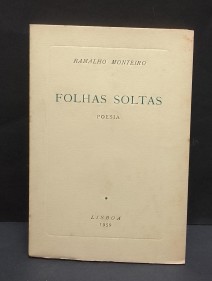 RAMALHO MONTEIRO
FOLHAS SOLTAS
POESIA
LISBOA